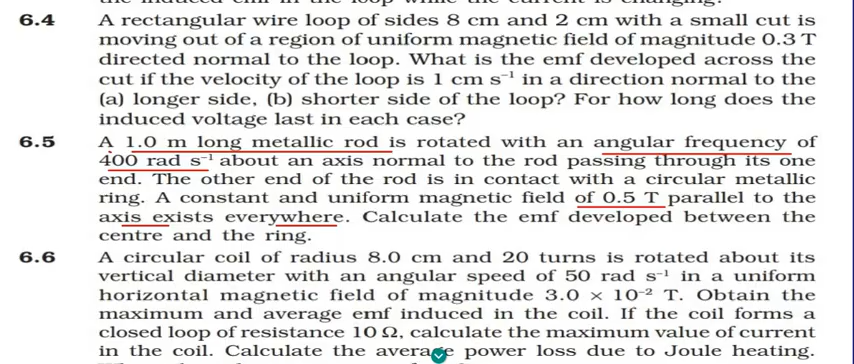 the induced emf in the loop while the current is changing?
6.4 A rectangular wire loop of sides 8 cm and 2 cm with a small cut is
moving out of a region of uniform magnetic field of magnitude 0.3 T
directed normal to the loop. What is the emf developed across the
cut if the velocity of the loop is 1 cm s⁻¹ in a direction normal to the
(a) longer side, (b) shorter side of the loop? For how long does the
induced voltage last in each case?
6.5 A 1.0 m long metallic rod is rotated with an angular frequency of
400 rad s⁻¹ about an axis normal to the rod passing through its one
end. The other end of the rod is in contact with a circular metallic
ring. A constant and uniform magnetic field of 0.5 T parallel to the
axis exists everywhere. Calculate the emf developed between the
centre and the ring.
6.6 A circular coil of radius 8.0 cm and 20 turns is rotated about its
vertical diameter with an angular speed of 50 rad s⁻¹ in a uniform
horizontal magnetic field of magnitude 3.0 × 10⁻² T. Obtain the
maximum and average emf induced in the coil. If the coil forms a
closed loop of resistance 10 Ω, calculate the maximum value of current
in the coil. Calculate the average power loss due to Joule heating.